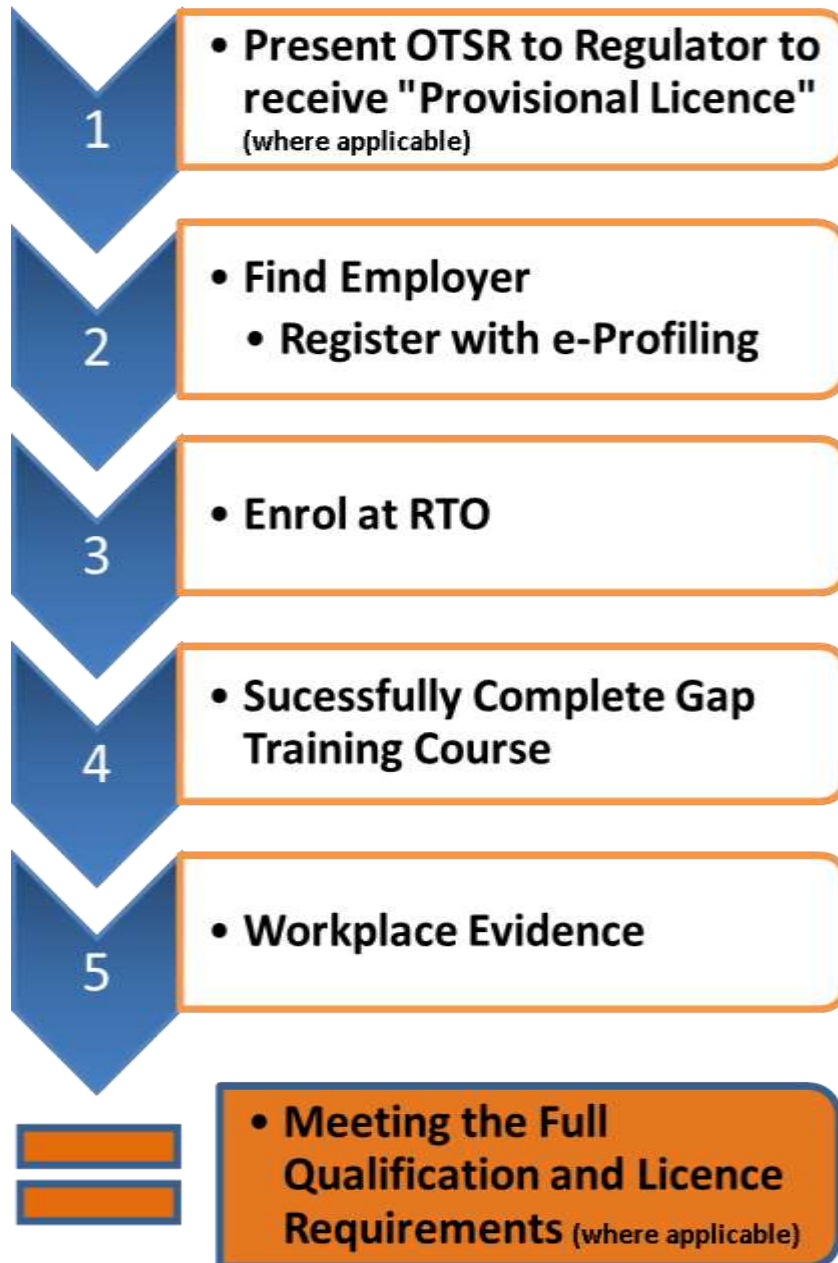 1
• Present OTSR to Regulator to
receive "Provisional Licence"
(where applicable)
2
• Find Employer
• Register with e-Profiling
3
• Enrol at RTO
4
• Sucessfully Complete Gap
Training Course
5
• Workplace Evidence
• Meeting the Full
Qualification and Licence
Requirements (where applicable)